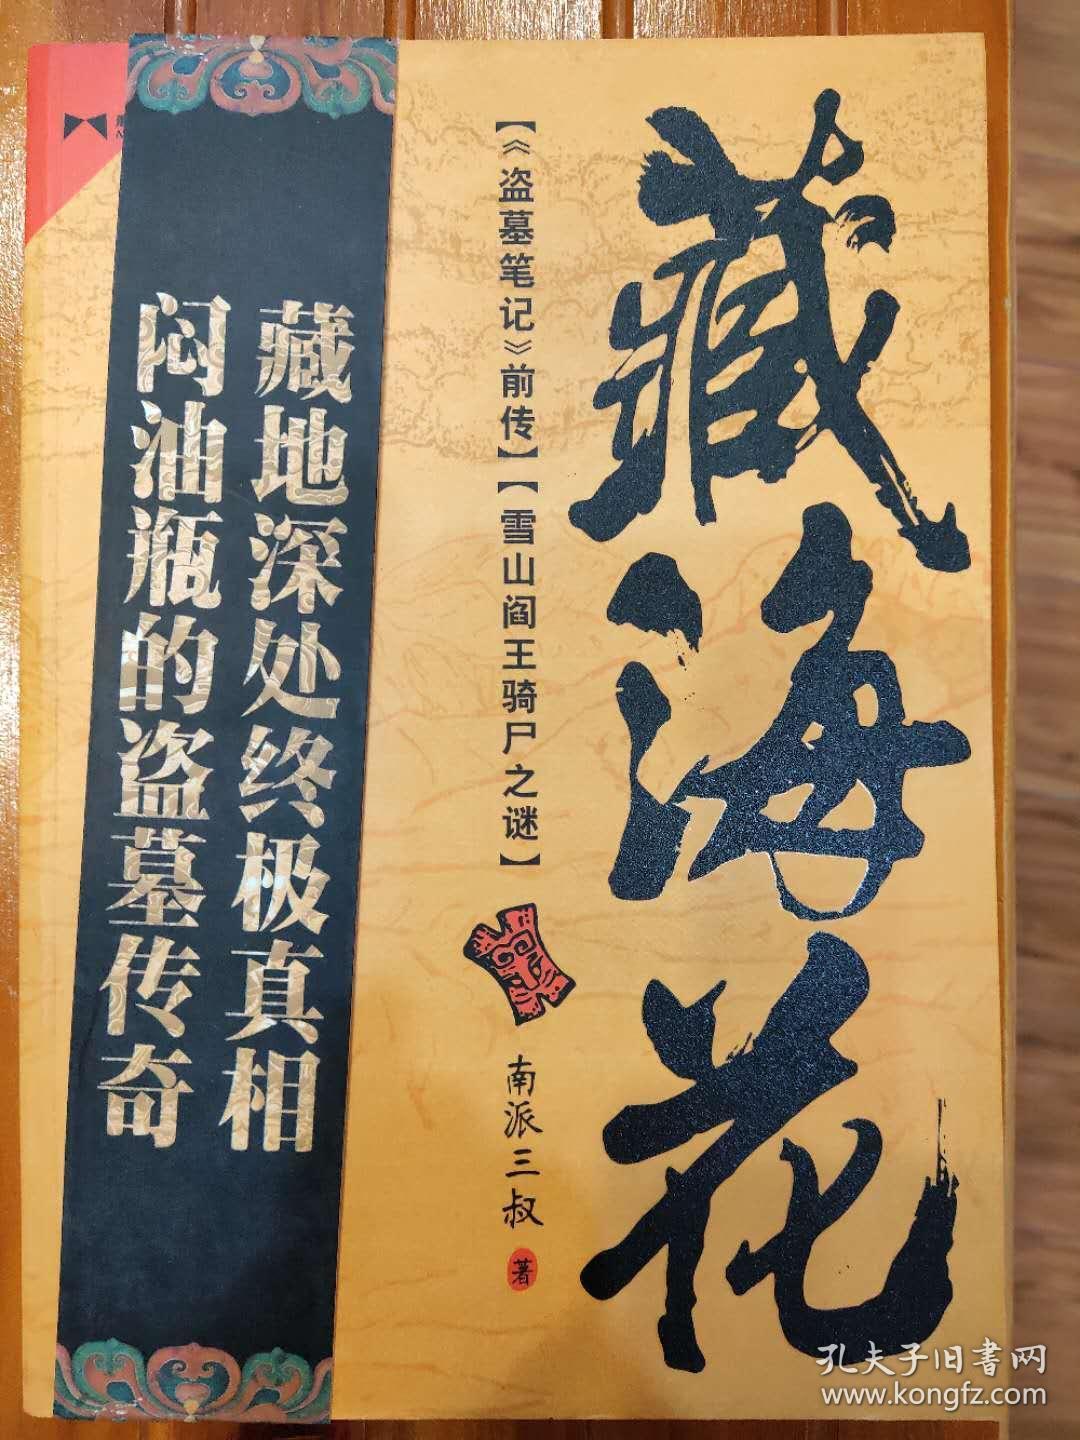 藏海花
【《盗墓笔记》前传】【雪山阎王骑尸之谜】
南派三叔 著
藏地深处终极真相
闷油瓶的盗墓传奇
孔夫子旧书网
www.kongfz.com